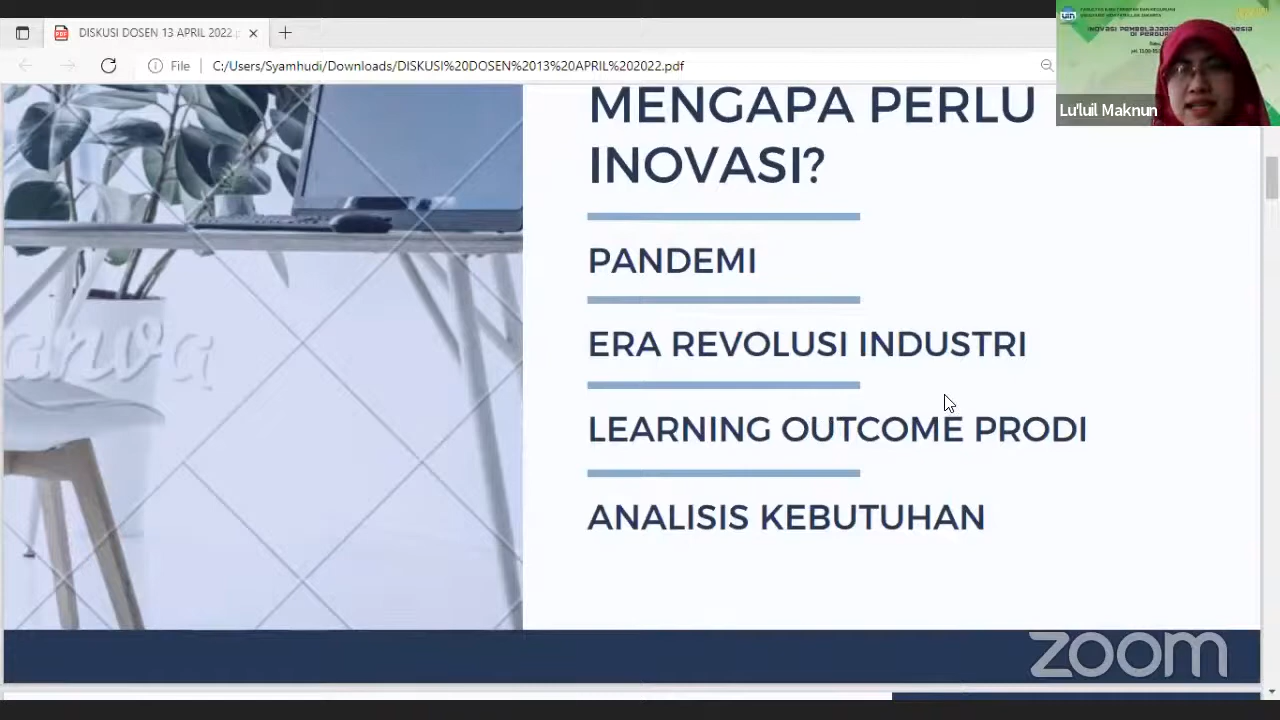 DISKUSI DOSEN 13 APRIL 2022
File
C:/Users/Syamhudi/Downloads/DISKUSI%20DOSEN%2013%20APRIL%202022.pdf
uin
Lu'luil Maknun
MENGAPA PERLU
INOVASI?
PANDEMI
ERA REVOLUSI INDUSTRI
LEARNING OUTCOME PRODI
ANALISIS KEBUTUHAN
zoom